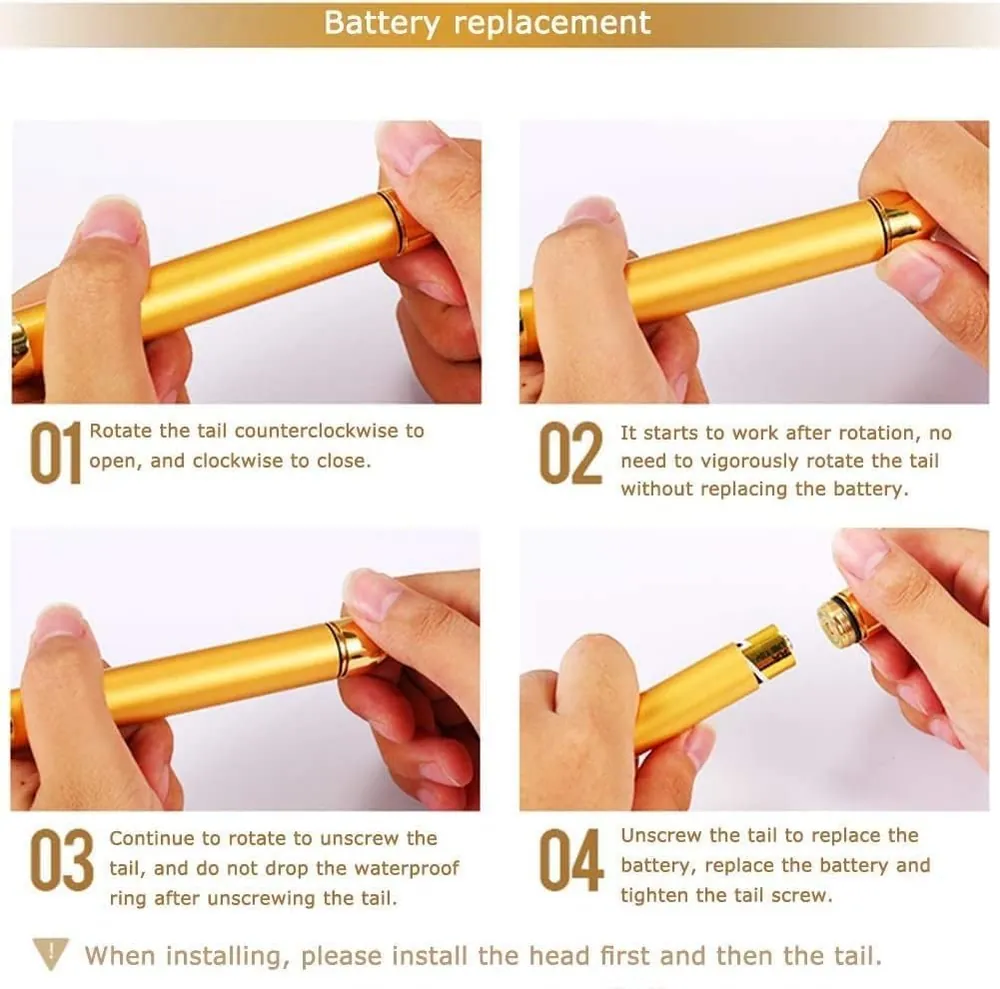 Battery replacement
01
Rotate the tail counterclockwise to
open, and clockwise to close.
02
It starts to work after rotation, no
need to vigorously rotate the tail
without replacing the battery.
03
Continue to rotate to unscrew the
tail, and do not drop the waterproof
ring after unscrewing the tail.
04
Unscrew the tail to replace the
battery, replace the battery and
tighten the tail screw.
! When installing, please install the head first and then the tail.